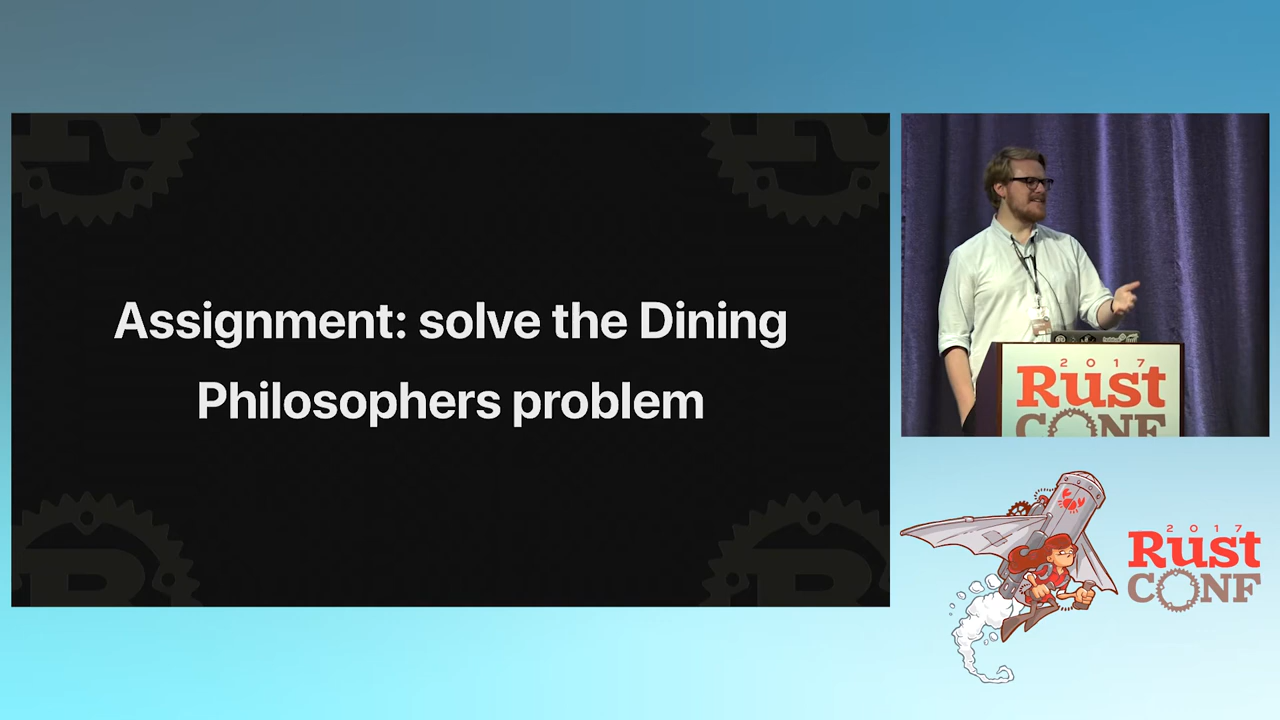 Assignment: solve the Dining
Philosophers problem
2017
Rust
CONF
2017
Rust
CONF